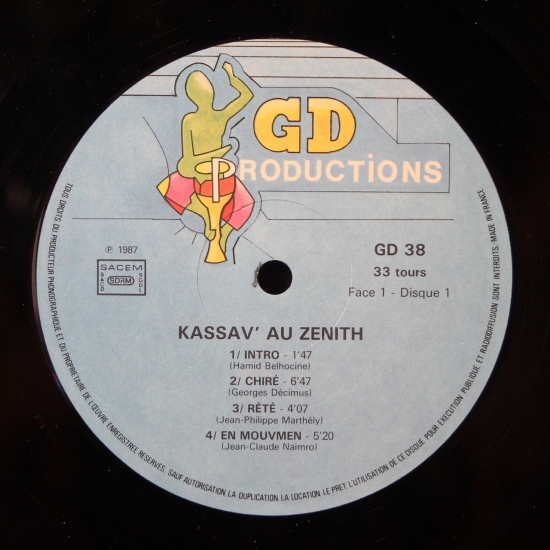 GD
PRODUCTIONS
℗ 1987
GD 38
SACEM
SACD SDRM SGDL
33 tours
Face 1 - Disque 1
KASSAV' AU ZENITH
1/ INTRO - 1'47
(Hamid Belhocine)
2/ CHIRÉ - 6'47
(Georges Décimus)
3/ RÉTÉ - 4'07
(Jean-Philippe Marthély)
4/ EN MOUVMEN - 5'20
(Jean-Claude Naimro)
TOUS DROITS DU PRODUCTEUR PHONOGRAPHIQUE ET DU PROPRIETAIRE DE L'ŒUVRE ENREGISTREE RESERVES. SAUF AUTORISATION, LA DUPLICATION, LA LOCATION, LE PRET, L'UTILISATION DE CE DISQUE POUR EXECUTION PUBLIQUE ET RADIODIFFUSION SONT INTERDITS. MADE IN FRANCE.